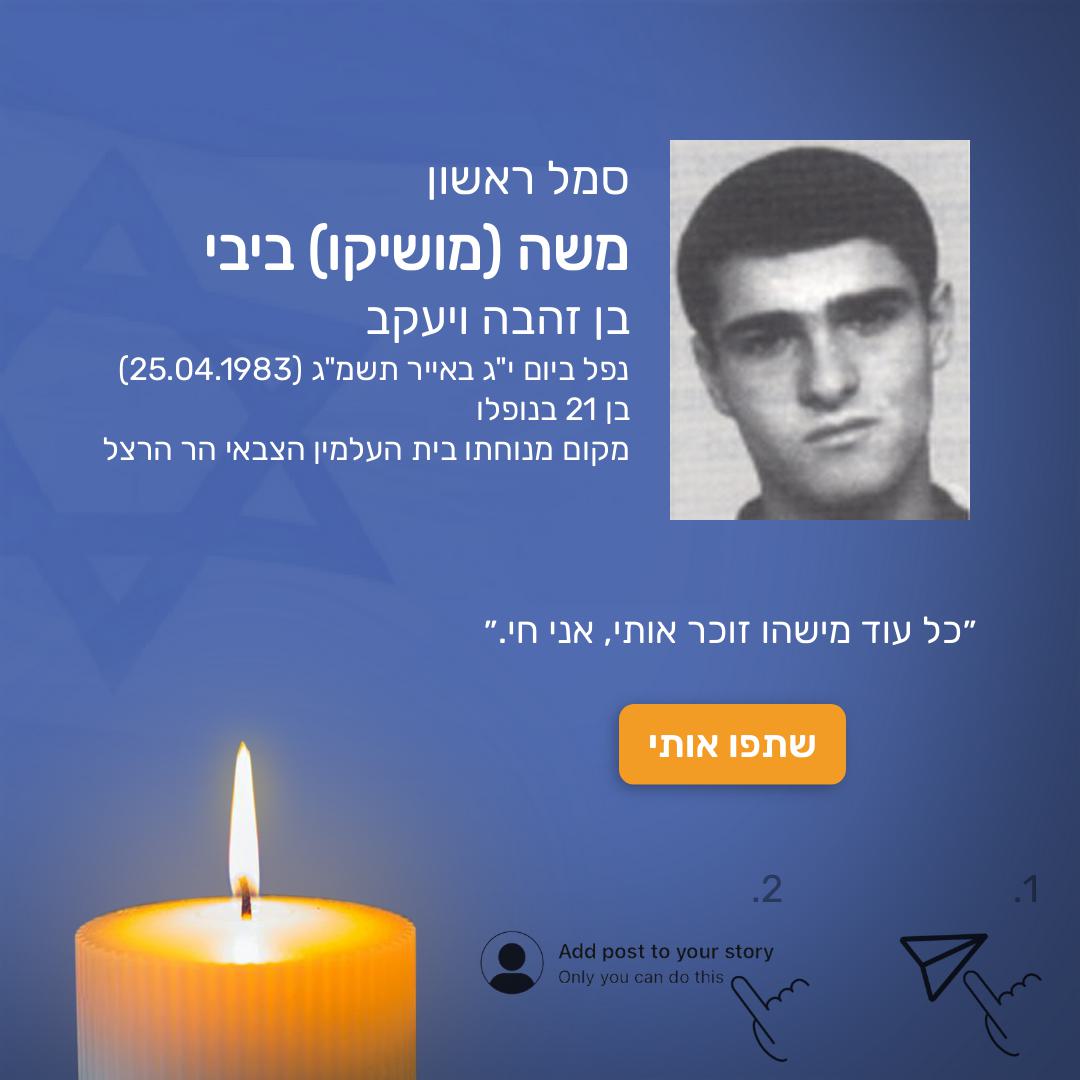 סמל ראשון
משה (מושיקו) ביבי
בן זהבה ויעקב
נפל ביום י"ג באייר תשמ"ג (25.04.1983)
בן 21 בנופלו
מקום מנוחתו בית העלמין הצבאי הר הרצל
״כל עוד מישהו זוכר אותי, אני חי.״
שתפו אותי
1.
2.
Add post to your story
Only you can do this